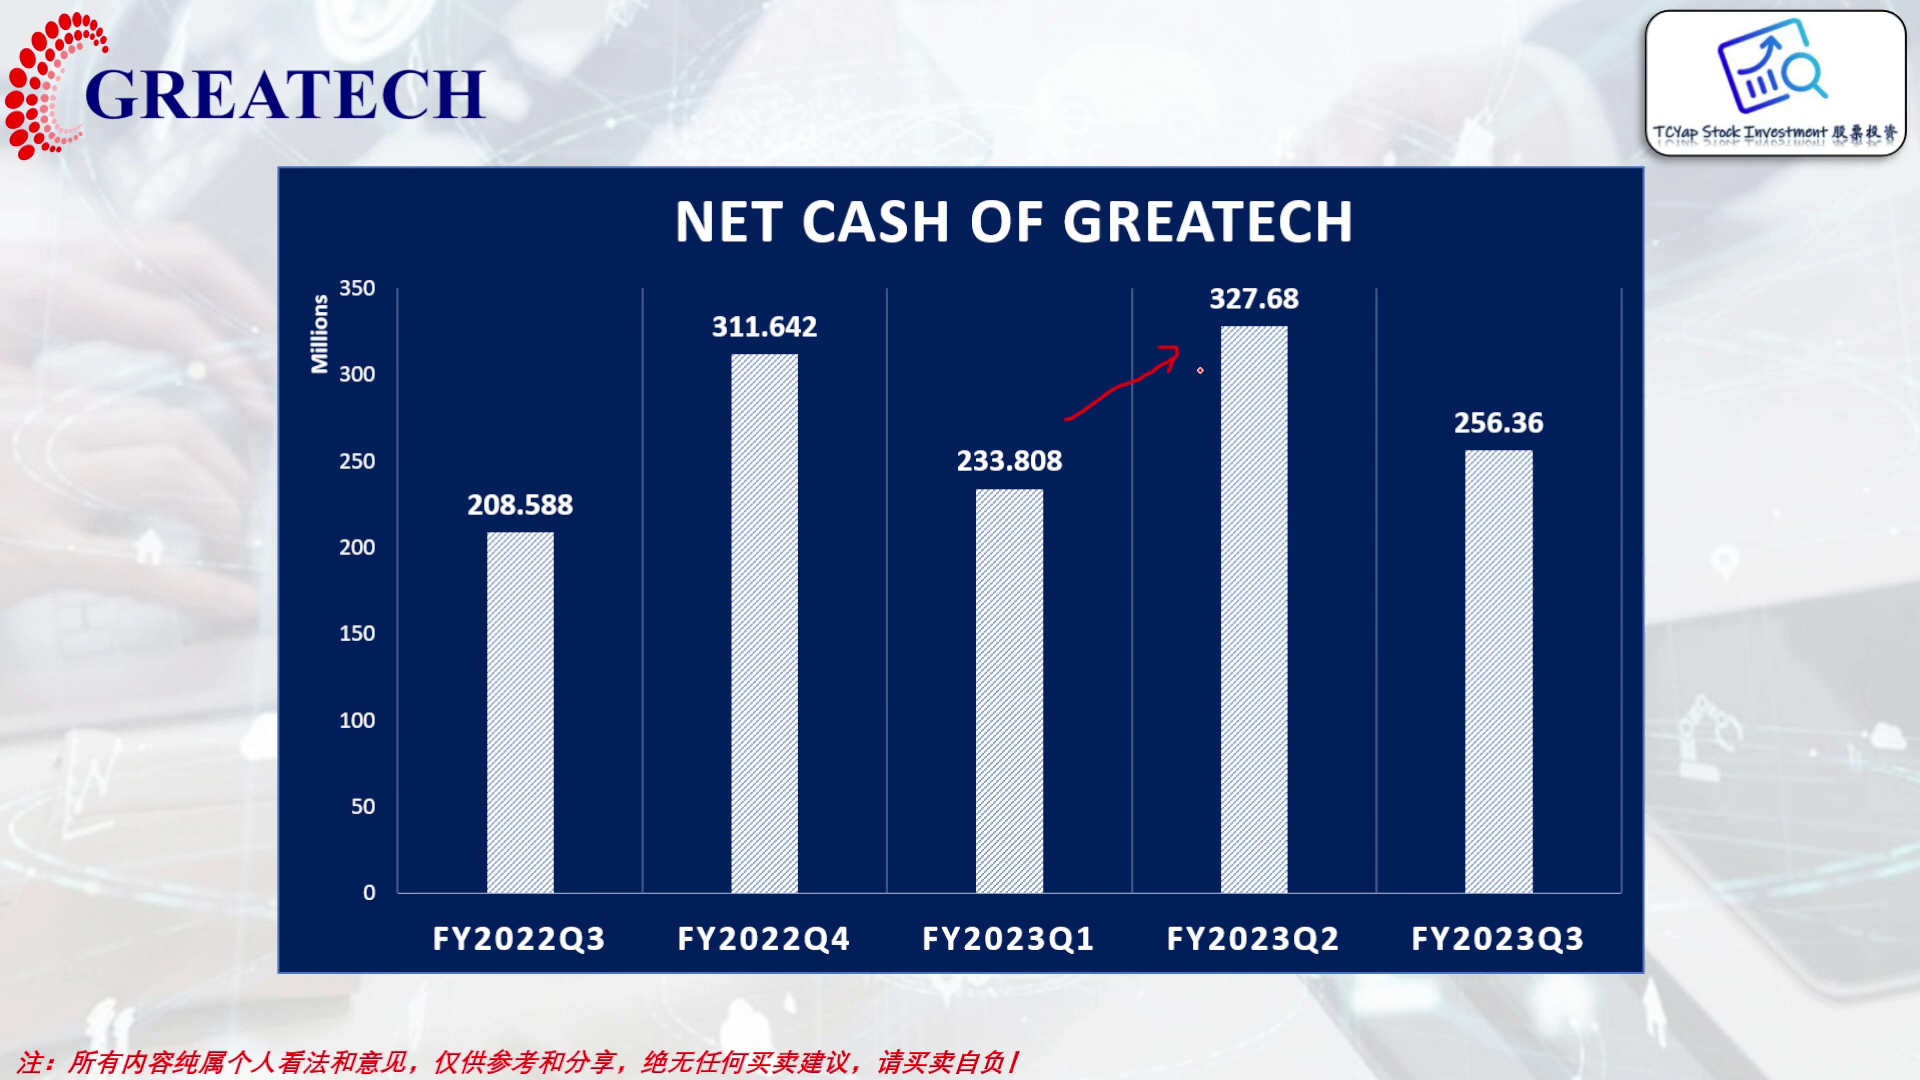 GREATECH
TCYap Stock Investment 股票投资
NET CASH OF GREATECH
Millions
350
300
250
200
150
100
50
0
208.588
311.642
233.808
327.68
256.36
FY2022Q3
FY2022Q4
FY2023Q1
FY2023Q2
FY2023Q3
注：所有内容纯属个人看法和意见，仅供参考和分享，绝无任何买卖建议，请买卖自负！